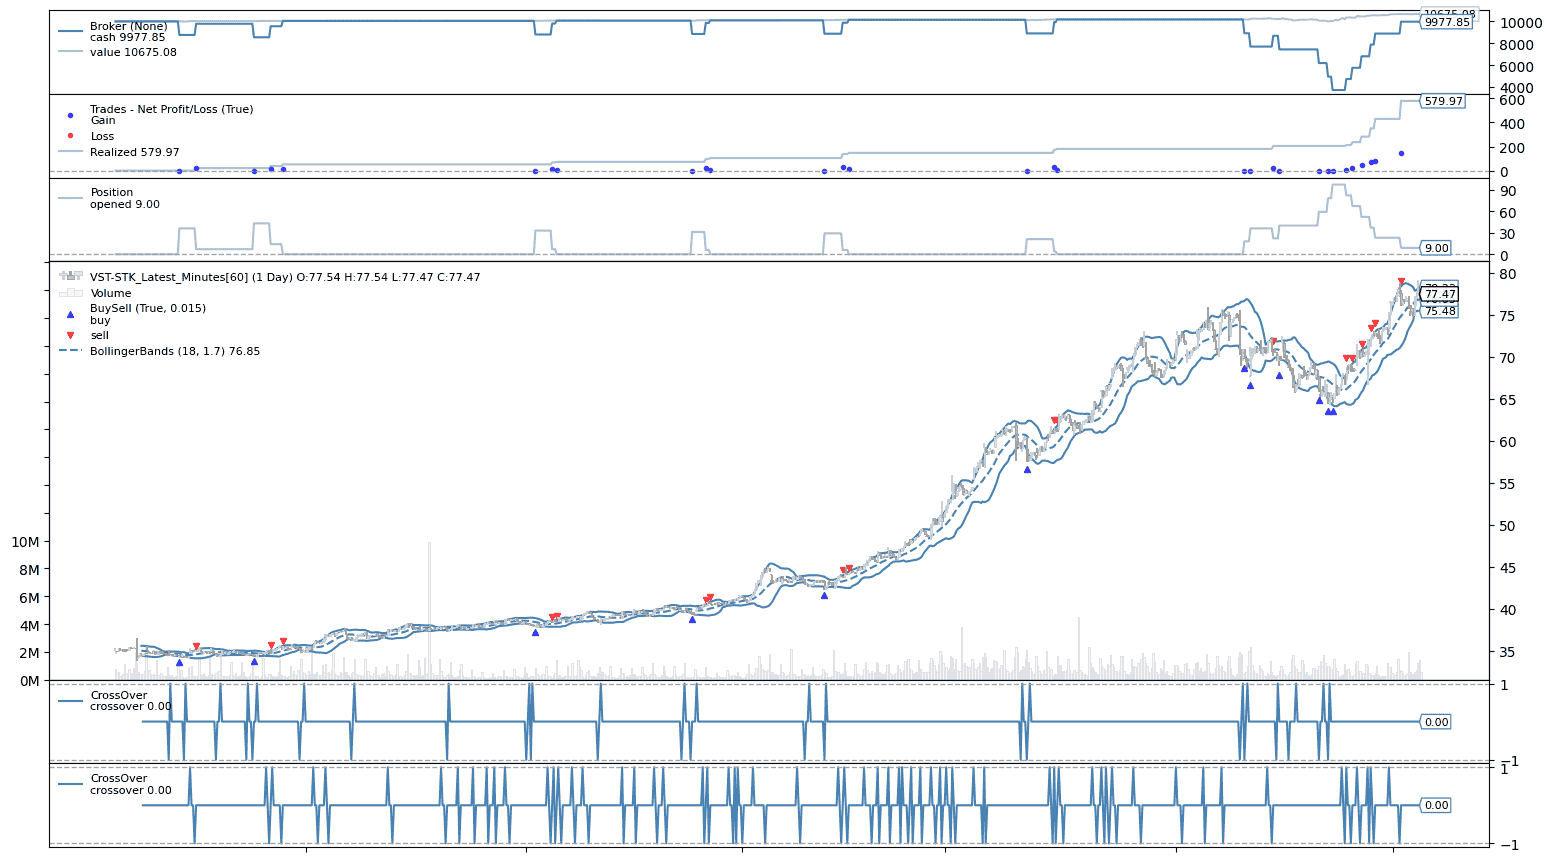 Broker (None)
cash 9977.85
value 10675.08
10675.08
9977.85
10000
8000
6000
4000
Trades - Net Profit/Loss (True)
Gain
Loss
Realized 579.97
579.97
600
400
200
0
Position
opened 9.00
90
60
30
0
9.00
VST-STK_Latest_Minutes[60] (1 Day) O:77.54 H:77.54 L:77.47 C:77.47
Volume
BuySell (True, 0.015)
buy
sell
BollingerBands (18, 1.7) 76.85
77.47
75.48
80
75
70
65
60
55
50
45
40
35
10M
8M
6M
4M
2M
0M
CrossOver
crossover 0.00
1
0.00
−1
CrossOver
crossover 0.00
1
0.00
−1